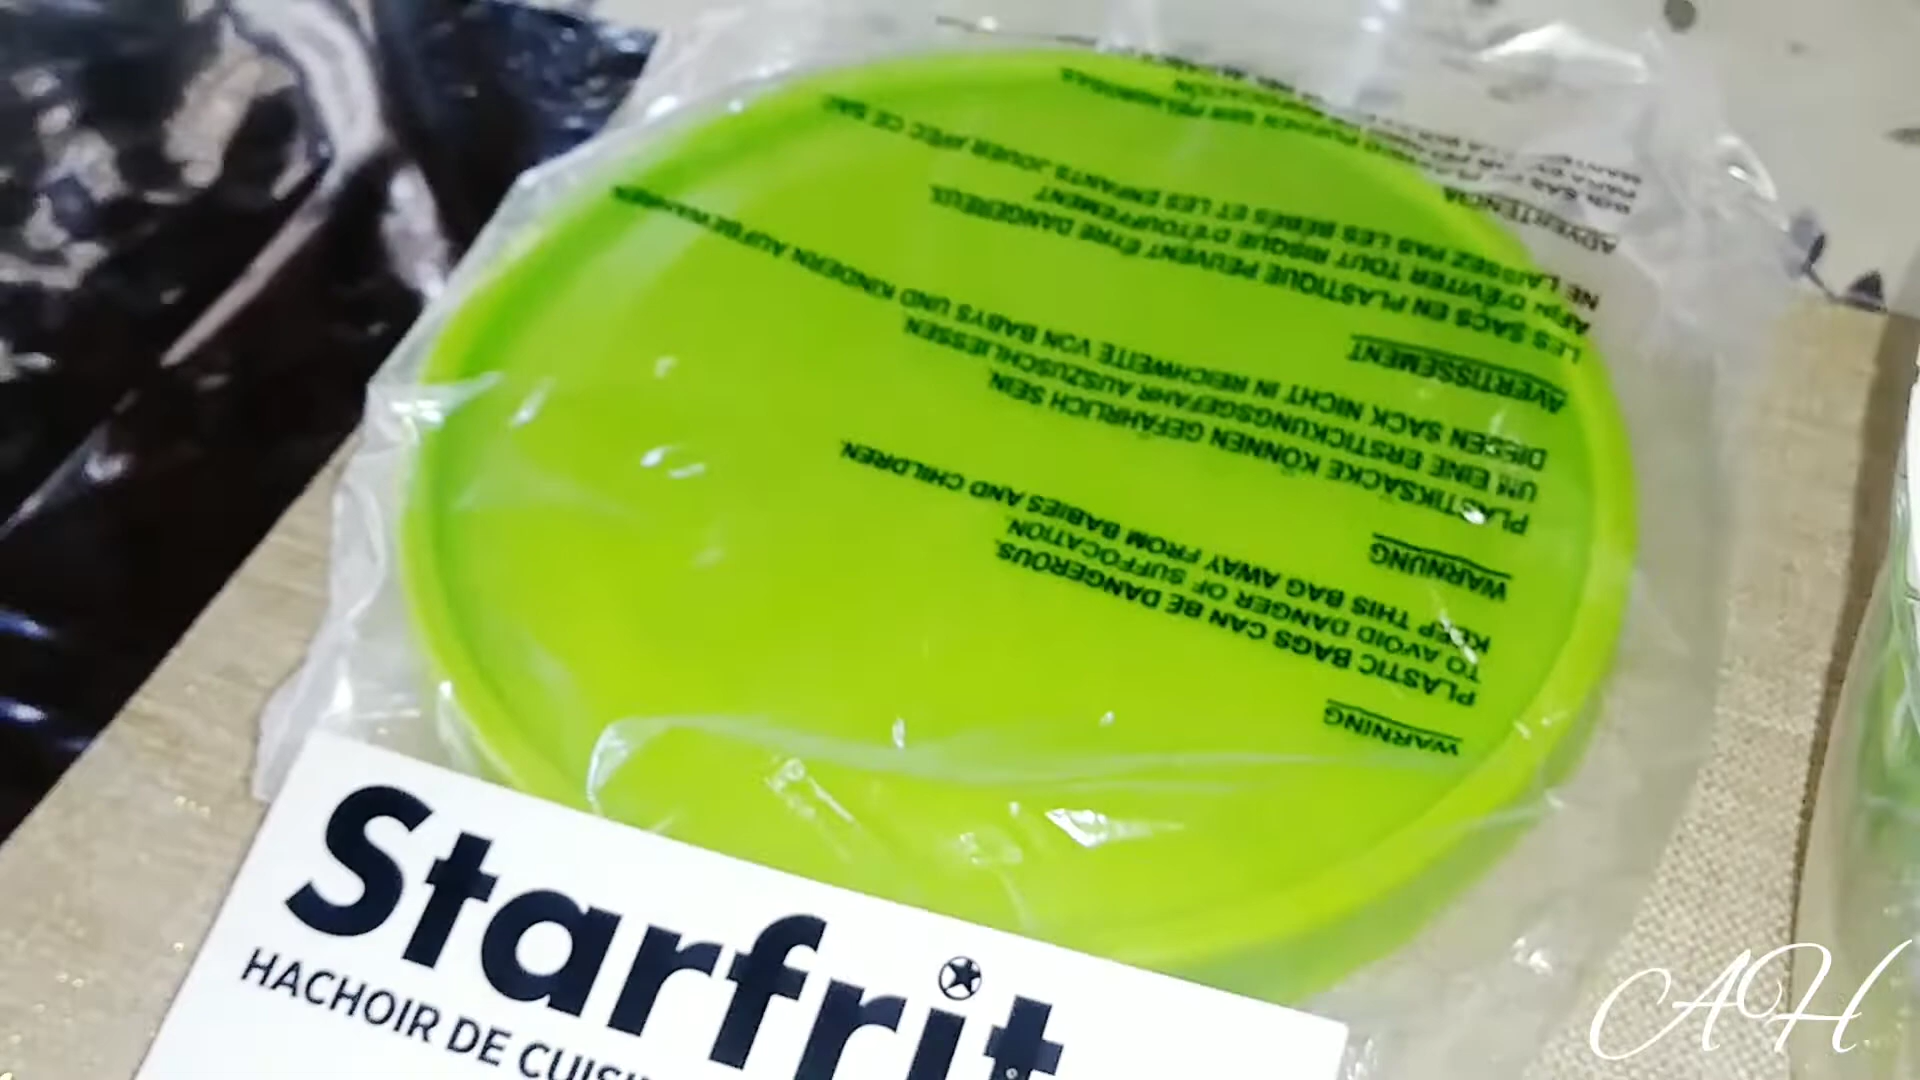 WARNING
PLASTIC BAGS CAN BE DANGEROUS.
TO AVOID DANGER OF SUFFOCATION.
KEEP THIS BAG AWAY FROM BABIES AND CHILDREN.
WARNUNG
PLASTIKSÄCKE KÖNNEN GEFÄHRLICH SEIN.
UM EINE ERSTICKUNGSGEFAHR AUSZUSCHLIESSEN.
DIESEN SACK NICHT IN REICHWEITE VON BABYS UND KINDERN AUFBEWAHREN.
AVERTISSEMENT
LES SACS EN PLASTIQUE PEUVENT ÊTRE DANGEREUX.
AFIN D'ÉVITER TOUT RISQUE D'ÉTOUFFEMENT
NE LAISSEZ PAS LES BÉBÉS ET LES ENFANTS JOUER AVEC CE SAC
ADVERTENCIA
Starfrit
HACHOIR DE
AH